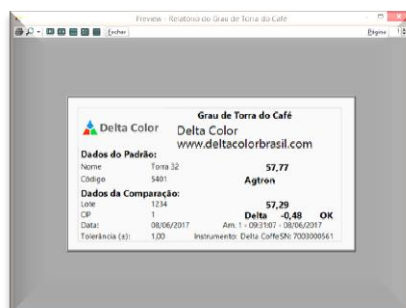 Preview - Relatório do Grau de Torra do Café
Fechar
Página 1
Grau de Torra do Café
Delta Color
Delta Color
www.deltacolorbrasil.com
Dados do Padrão:
Nome Torra 32 57,77
Código 5401 Agtron
Dados da Comparação:
Lote 1234 57,29
OP 1 Delta -0,48 OK
Data: 08/06/2017 Am. 1 - 09:31:07 - 08/06/2017
Tolerância (±): 1,00 Instrumento: Delta CoffeSN: 7003000561